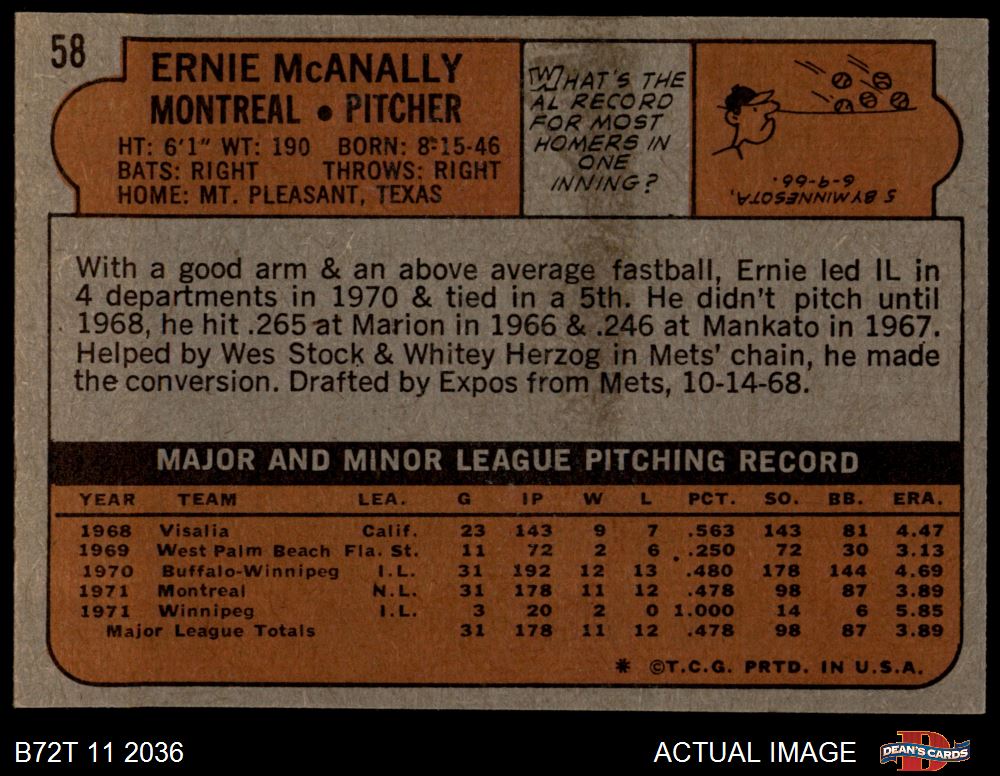 58
ERNIE McANALLY
MONTREAL • PITCHER
HT: 6'1" WT: 190 BORN: 8-15-46
BATS: RIGHT THROWS: RIGHT
HOME: MT. PLEASANT, TEXAS
WHAT'S THE
AL RECORD
FOR MOST
HOMERS IN
ONE
INNING?
5 BY MINNESOTA,
6-9-66.
With a good arm & an above average fastball, Ernie led IL in
4 departments in 1970 & tied in a 5th. He didn't pitch until
1968, he hit .265 at Marion in 1966 & .246 at Mankato in 1967.
Helped by Wes Stock & Whitey Herzog in Mets' chain, he made
the conversion. Drafted by Expos from Mets, 10-14-68.
MAJOR AND MINOR LEAGUE PITCHING RECORD
YEAR TEAM LEA. G IP W L PCT. SO. BB. ERA.
1968 Visalia Calif. 23 143 9 7 .563 143 81 4.47
1969 West Palm Beach Fla. St. 11 72 2 6 .250 72 30 3.13
1970 Buffalo-Winnipeg I.L. 31 192 12 13 .480 178 144 4.69
1971 Montreal N.L. 31 178 11 12 .478 98 87 3.89
1971 Winnipeg I.L. 3 20 2 0 1.000 14 6 5.85
Major League Totals 31 178 11 12 .478 98 87 3.89
* ©T.C.G. PRTD. IN U.S.A.
B72T 11 2036
ACTUAL IMAGE
DEAN'S CARDS